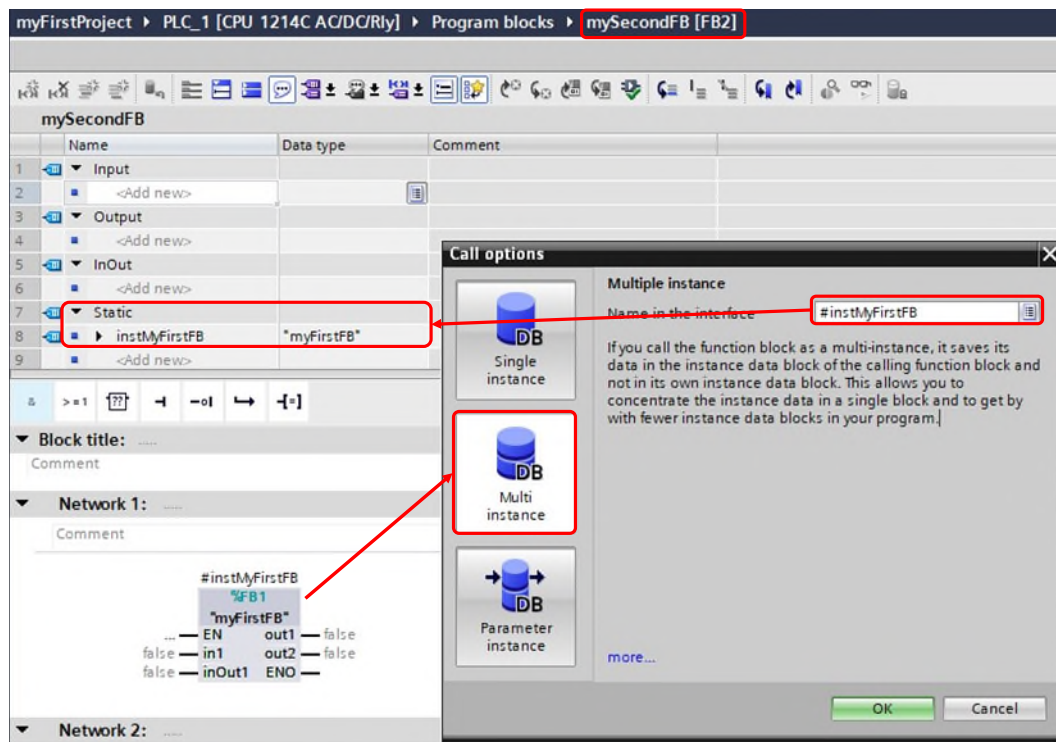 myFirstProject ▸ PLC_1 [CPU 1214C AC/DC/Rly] ▸ Program blocks ▸ mySecondFB [FB2]
mySecondFB
Name Data type Comment
1 Input
2 <Add new>
3 Output
4 <Add new>
5 InOut
6 <Add new>
7 Static
8 instMyFirstFB "myFirstFB"
9 <Add new>
& >=1 ??
Block title: .....
Comment
Network 1: .....
Comment
#instMyFirstFB
%FB1
"myFirstFB"
... EN out1 false
false in1 out2 false
false inOut1 ENO
Network 2: .....
Call options
DB
Single
instance
DB
Multi
instance
DB
Parameter
instance
Multiple instance
Name in the interface #instMyFirstFB
If you call the function block as a multi-instance, it saves its
data in the instance data block of the calling function block and
not in its own instance data block. This allows you to
concentrate the instance data in a single block and to get by
with fewer instance data blocks in your program.
more...
OK Cancel